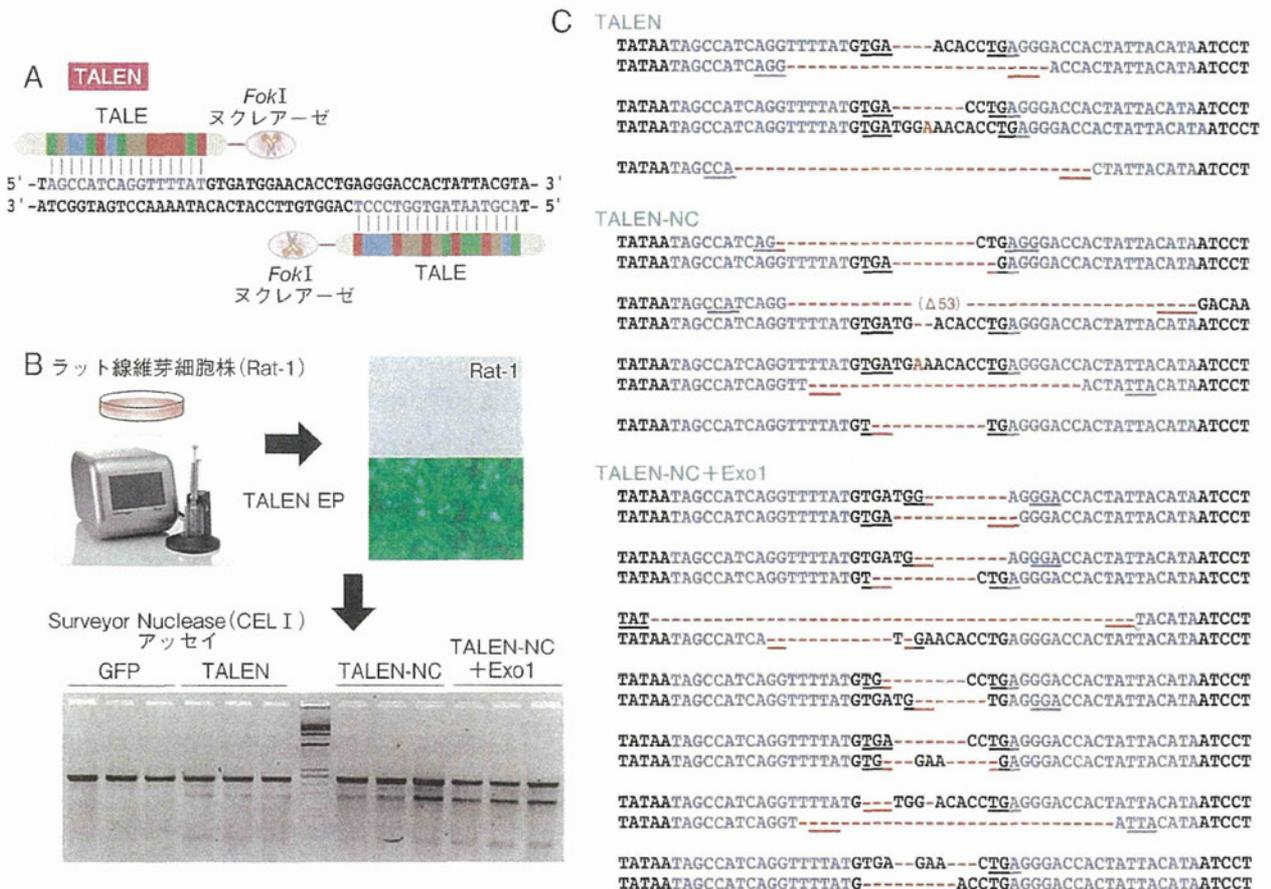 A
TALEN
TALE
FokI
ヌクレアーゼ
5'-TAGCCATCAGGTTTTATGTGATGGAACACCTGAGGGACCACTATTACGTA-3'
3'-ATCGGTAGTCCAAAATACACTACCTTGTGGACTCCCTGGTGATAATGCAT-5'
FokI
ヌクレアーゼ
TALE
B ラット線維芽細胞株(Rat-1)
Rat-1
TALEN EP
Surveyor Nuclease(CEL I)
アッセイ
GFP
TALEN
TALEN-NC
TALEN-NC
+Exo1
C
TALEN
TATAATAGCCATCAGGTTTTATGTGA----ACACCTGAGGGACCACTATTACATAATCCT
TATAATAGCCATCAGG-------------------------ACCACTATTACATAATCCT
TATAATAGCCATCAGGTTTTATGTGA-------CCTGAGGGACCACTATTACATAATCCT
TATAATAGCCATCAGGTTTTATGTGATGGAAACACCTGAGGGACCACTATTACATAATCCT
TATAATAGCCA----------------------------------CTATTACATAATCCT
TALEN-NC
TATAATAGCCATCAG-------------------CTGAGGGACCACTATTACATAATCCT
TATAATAGCCATCAGGTTTTATGTGA----------GAGGGACCACTATTACATAATCCT
TATAATAGCCATCAGG------------(Δ53)----------------------GACAA
TATAATAGCCATCAGGTTTTATGTGATG--ACACCTGAGGGACCACTATTACATAATCCT
TATAATAGCCATCAGGTTTTATGTGATGAAACACCTGAGGGACCACTATTACATAATCCT
TATAATAGCCATCAGGTT--------------------------ACTATTACATAATCCT
TATAATAGCCATCAGGTTTTATGT-----------TGAGGGACCACTATTACATAATCCT
TALEN-NC+Exo1
TATAATAGCCATCAGGTTTTATGTGATGG--------AGGGACCACTATTACATAATCCT
TATAATAGCCATCAGGTTTTATGTGA------------GGGACCACTATTACATAATCCT
TATAATAGCCATCAGGTTTTATGTGATG---------AGGGACCACTATTACATAATCCT
TATAATAGCCATCAGGTTTTATGT----------CTGAGGGACCACTATTACATAATCCT
TAT----------------------------------------------TACATAATCCT
TATAATAGCCATCA------------T-GAACACCTGAGGGACCACTATTACATAATCCT
TATAATAGCCATCAGGTTTTATGTG--------CCTGAGGGACCACTATTACATAATCCT
TATAATAGCCATCAGGTTTTATGTGATG-------TGAGGGACCACTATTACATAATCCT
TATAATAGCCATCAGGTTTTATGTGA-------CCTGAGGGACCACTATTACATAATCCT
TATAATAGCCATCAGGTTTTATGTG---GAA-----GAGGGACCACTATTACATAATCCT
TATAATAGCCATCAGGTTTTATG---TGG-ACACCTGAGGGACCACTATTACATAATCCT
TATAATAGCCATCAGGT------------------------------ATTACATAATCCT
TATAATAGCCATCAGGTTTTATGTGA--GAA---CTGAGGGACCACTATTACATAATCCT
TATAATAGCCATCAGGTTTTATG---------ACCTGAGGGACCACTATTACATAATCCT